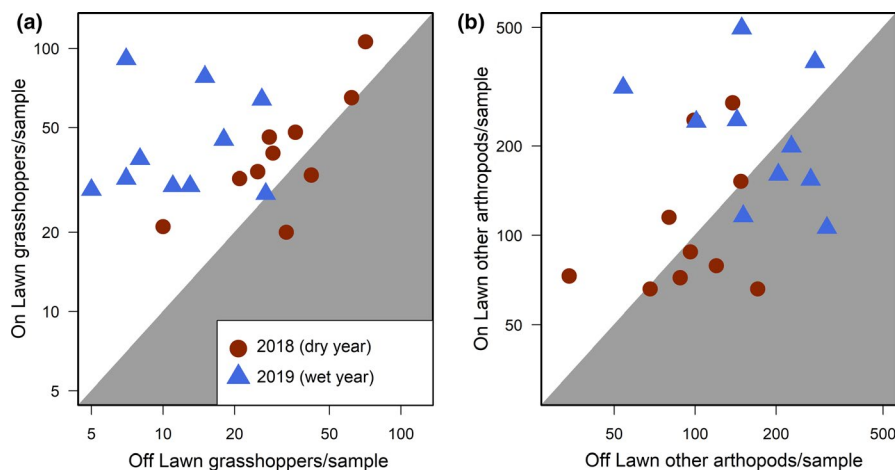 (a)
100
50
20
10
5
5
10
20
50
100
On Lawn grasshoppers/sample
Off Lawn grasshoppers/sample
2018 (dry year)
2019 (wet year)
(b)
500
200
100
50
50
100
200
500
On Lawn other arthropods/sample
Off Lawn other arthopods/sample